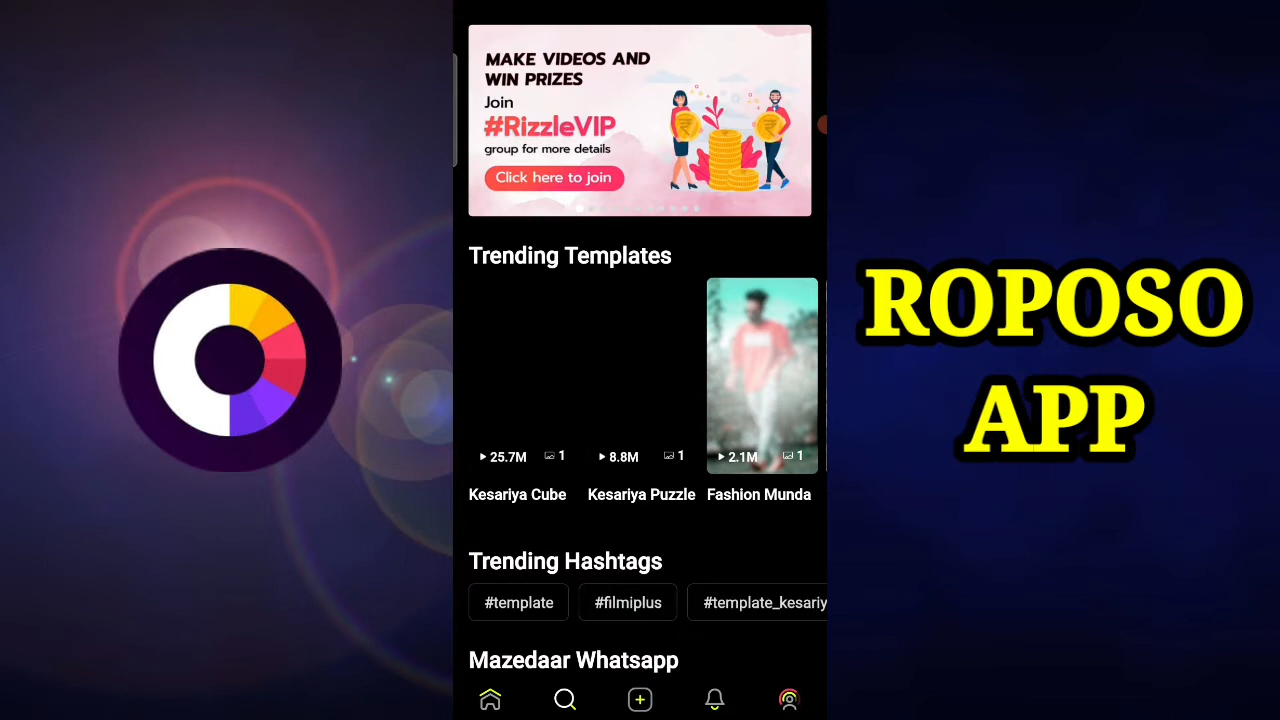 MAKE VIDEOS AND
WIN PRIZES
Join
#RizzleVIP
group for more details
Click here to join
Trending Templates
25.7M 1
8.8M 1
2.1M 1
Kesariya Cube
Kesariya Puzzle
Fashion Munda
Trending Hashtags
#template
#filmiplus
#template_kesariy
Mazedaar Whatsapp
ROPOSO
APP